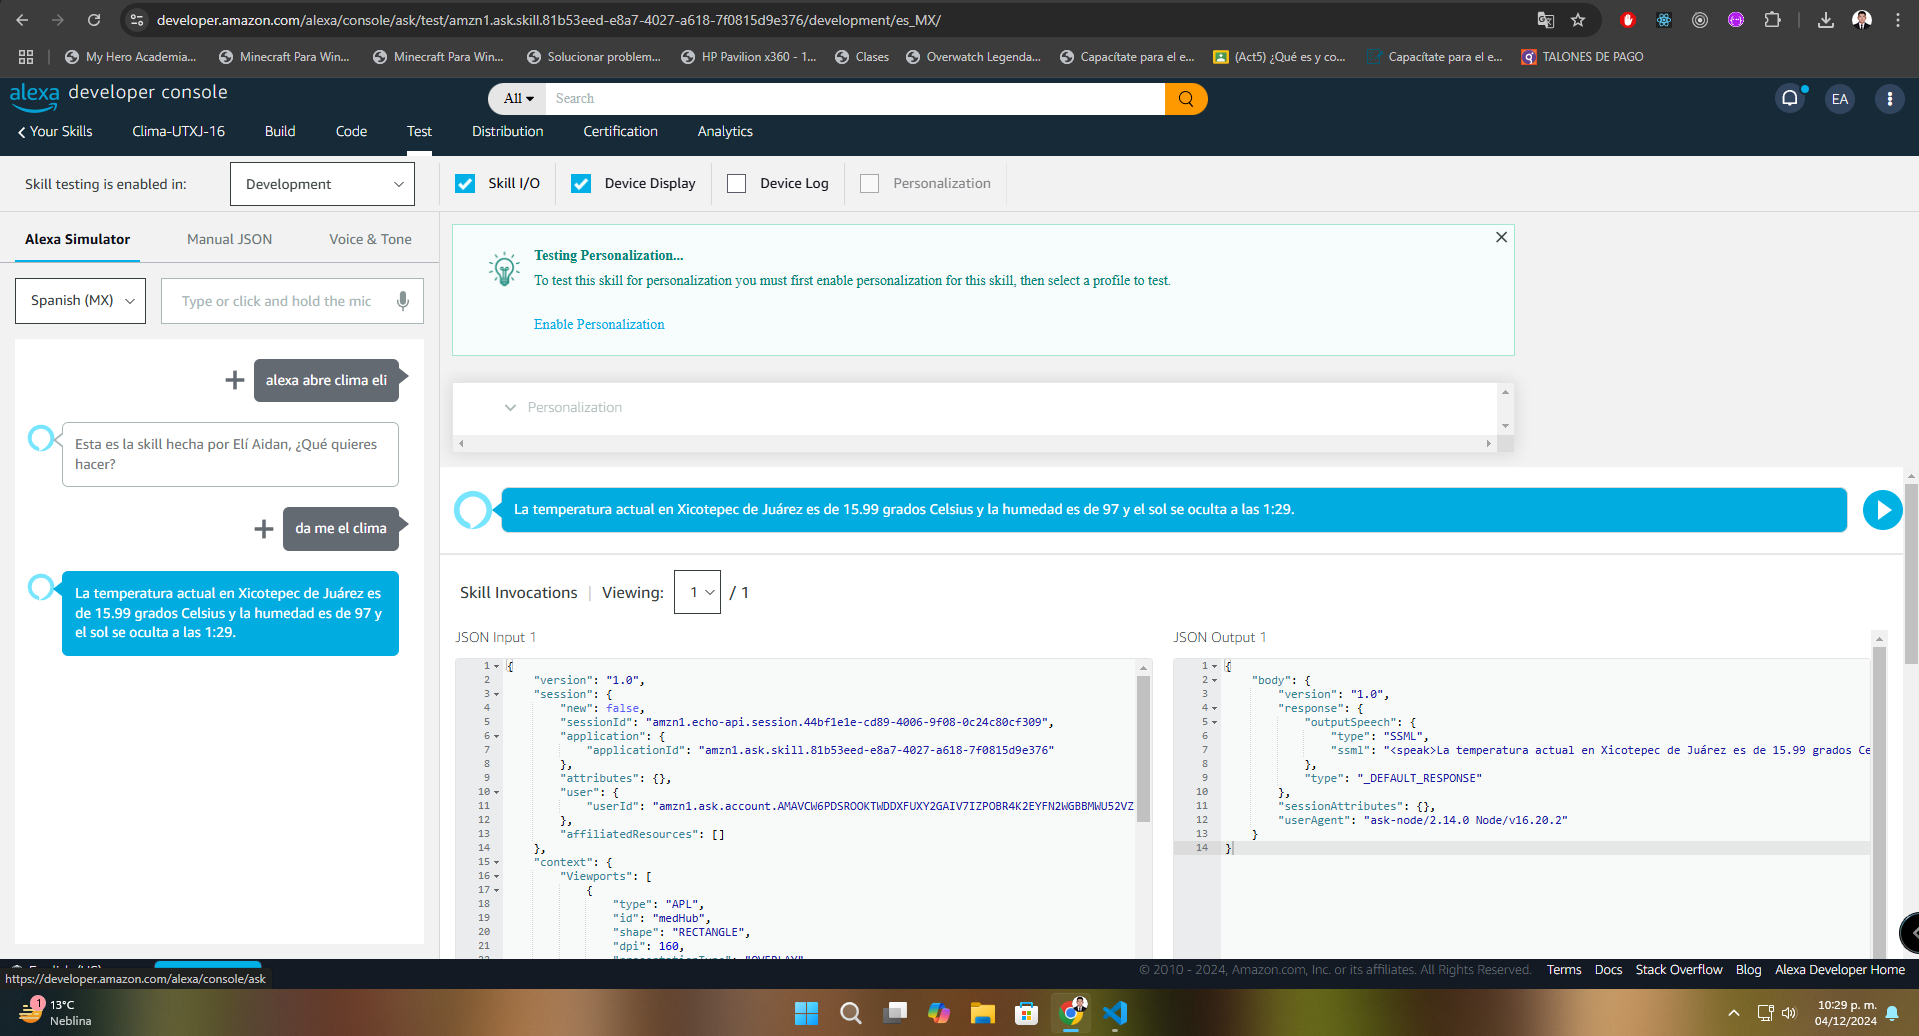 developer.amazon.com/alexa/console/ask/test/amzn1.ask.skill.81b53eed-e8a7-4027-a618-7f0815d9e376/development/es_MX/
My Hero Academia...
Minecraft Para Win...
Minecraft Para Win...
Solucionar problem...
HP Pavilion x360 - 1...
Clases
Overwatch Legenda...
Capacítate para el e...
(Act5) ¿Qué es y co...
Capacítate para el e...
TALONES DE PAGO
alexa developer console
All
Search
EA
Your Skills
Clima-UTXJ-16
Build
Code
Test
Distribution
Certification
Analytics
Skill testing is enabled in:
Development
Skill I/O
Device Display
Device Log
Personalization
Alexa Simulator
Manual JSON
Voice & Tone
Spanish (MX)
Type or click and hold the mic
alexa abre clima eli
Esta es la skill hecha por Elí Aidan, ¿Qué quieres
hacer?
da me el clima
La temperatura actual en Xicotepec de Juárez es
de 15.99 grados Celsius y la humedad es de 97 y
el sol se oculta a las 1:29.
Testing Personalization...
To test this skill for personalization you must first enable personalization for this skill, then select a profile to test.
Enable Personalization
Personalization
La temperatura actual en Xicotepec de Juárez es de 15.99 grados Celsius y la humedad es de 97 y el sol se oculta a las 1:29.
Skill Invocations | Viewing: 1 / 1
JSON Input 1
1 {
2 "version": "1.0",
3 "session": {
4 "new": false,
5 "sessionId": "amzn1.echo-api.session.44bf1e1e-cd89-4006-9f08-0c24c80cf309",
6 "application": {
7 "applicationId": "amzn1.ask.skill.81b53eed-e8a7-4027-a618-7f0815d9e376"
8 },
9 "attributes": {},
10 "user": {
11 "userId": "amzn1.ask.account.AMAVCW6PDSROOKTWDDXFUXY2GAIV7IZPOBR4K2EYFN2WGBBMWU52VZ
12 },
13 "affiliatedResources": []
14 },
15 "context": {
16 "Viewports": [
17 {
18 "type": "APL",
19 "id": "medHub",
20 "shape": "RECTANGLE",
21 "dpi": 160,
JSON Output 1
1 {
2 "body": {
3 "version": "1.0",
4 "response": {
5 "outputSpeech": {
6 "type": "SSML",
7 "ssml": "<speak>La temperatura actual en Xicotepec de Juárez es de 15.99 grados Ce
8 },
9 "type": "_DEFAULT_RESPONSE"
10 },
11 "sessionAttributes": {},
12 "userAgent": "ask-node/2.14.0 Node/v16.20.2"
13 }
14 }
© 2010 - 2024, Amazon.com, Inc. or its affiliates. All Rights Reserved.
Terms
Docs
Stack Overflow
Blog
Alexa Developer Home
https://developer.amazon.com/alexa/console/ask
1
13°C
Neblina
10:29 p. m.
04/12/2024